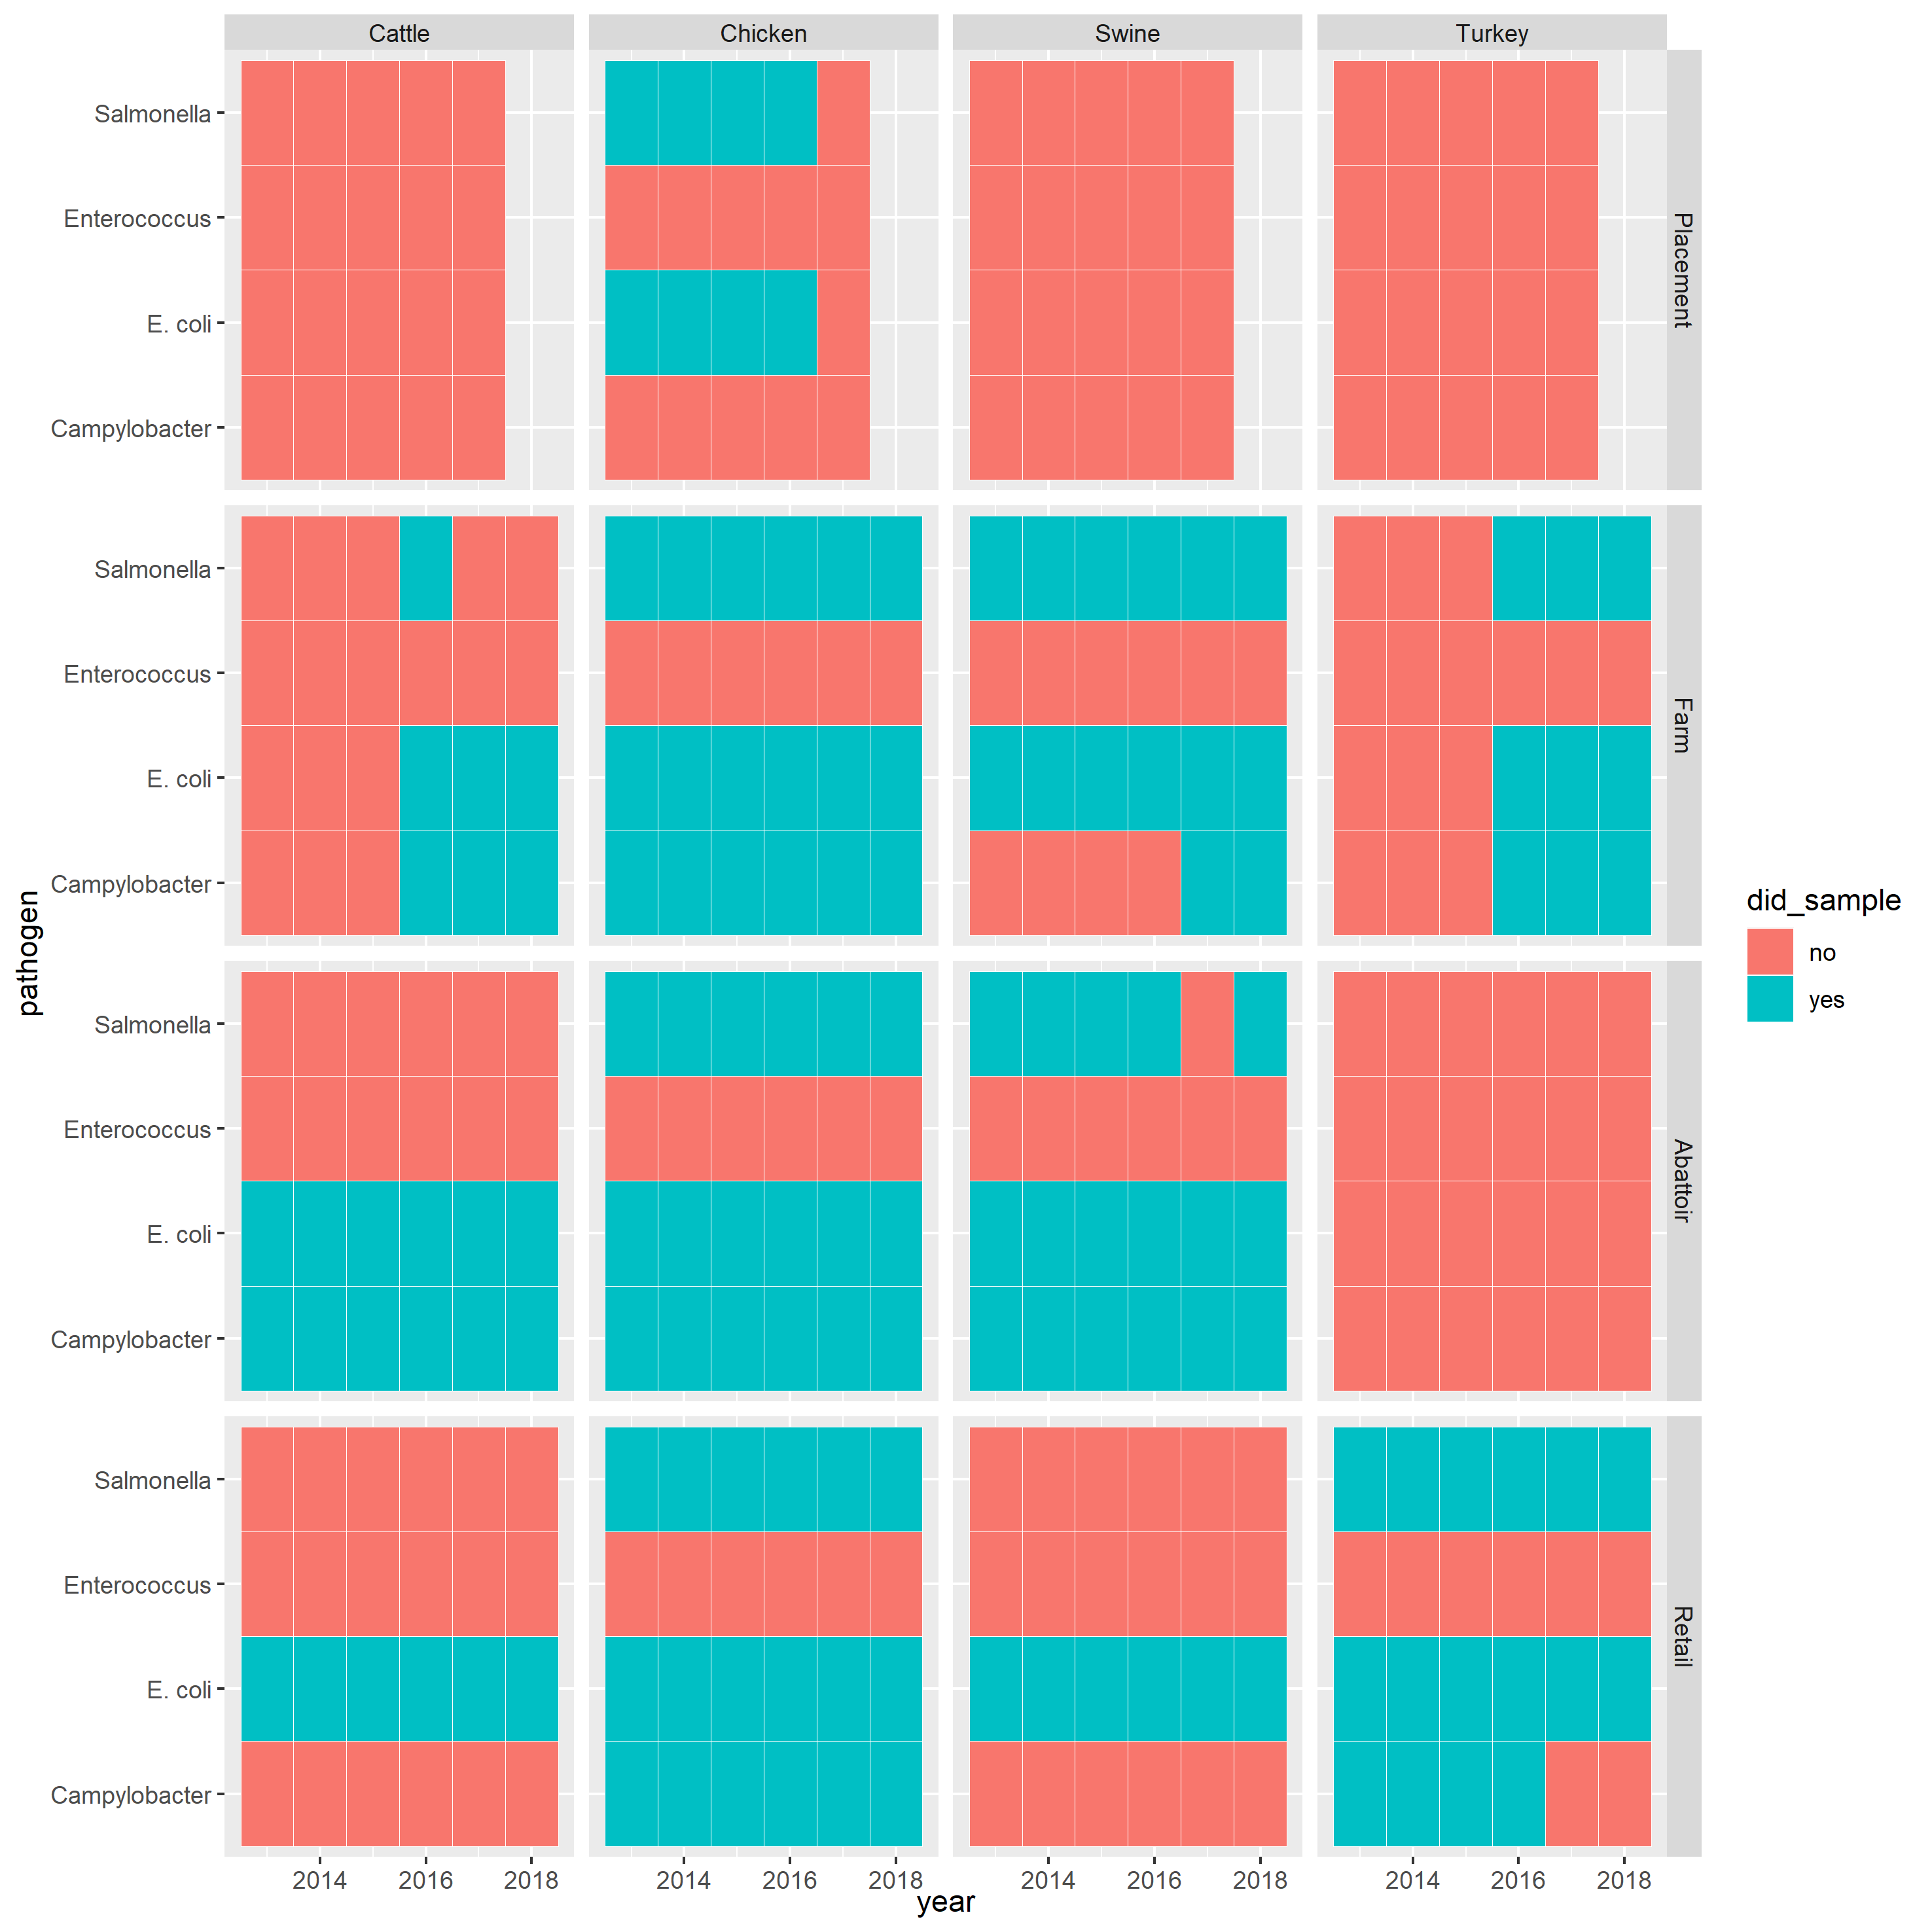 Cattle Chicken Swine Turkey
Salmonella
Enterococcus
E. coli
Campylobacter
Placement
Salmonella
Enterococcus
E. coli
Campylobacter
Farm
Salmonella
Enterococcus
E. coli
Campylobacter
Abattoir
Salmonella
Enterococcus
E. coli
Campylobacter
Retail
2014 2016 2018 2014 2016 2018 2014 2016 2018 2014 2016 2018
year
pathogen
did_sample
no
yes